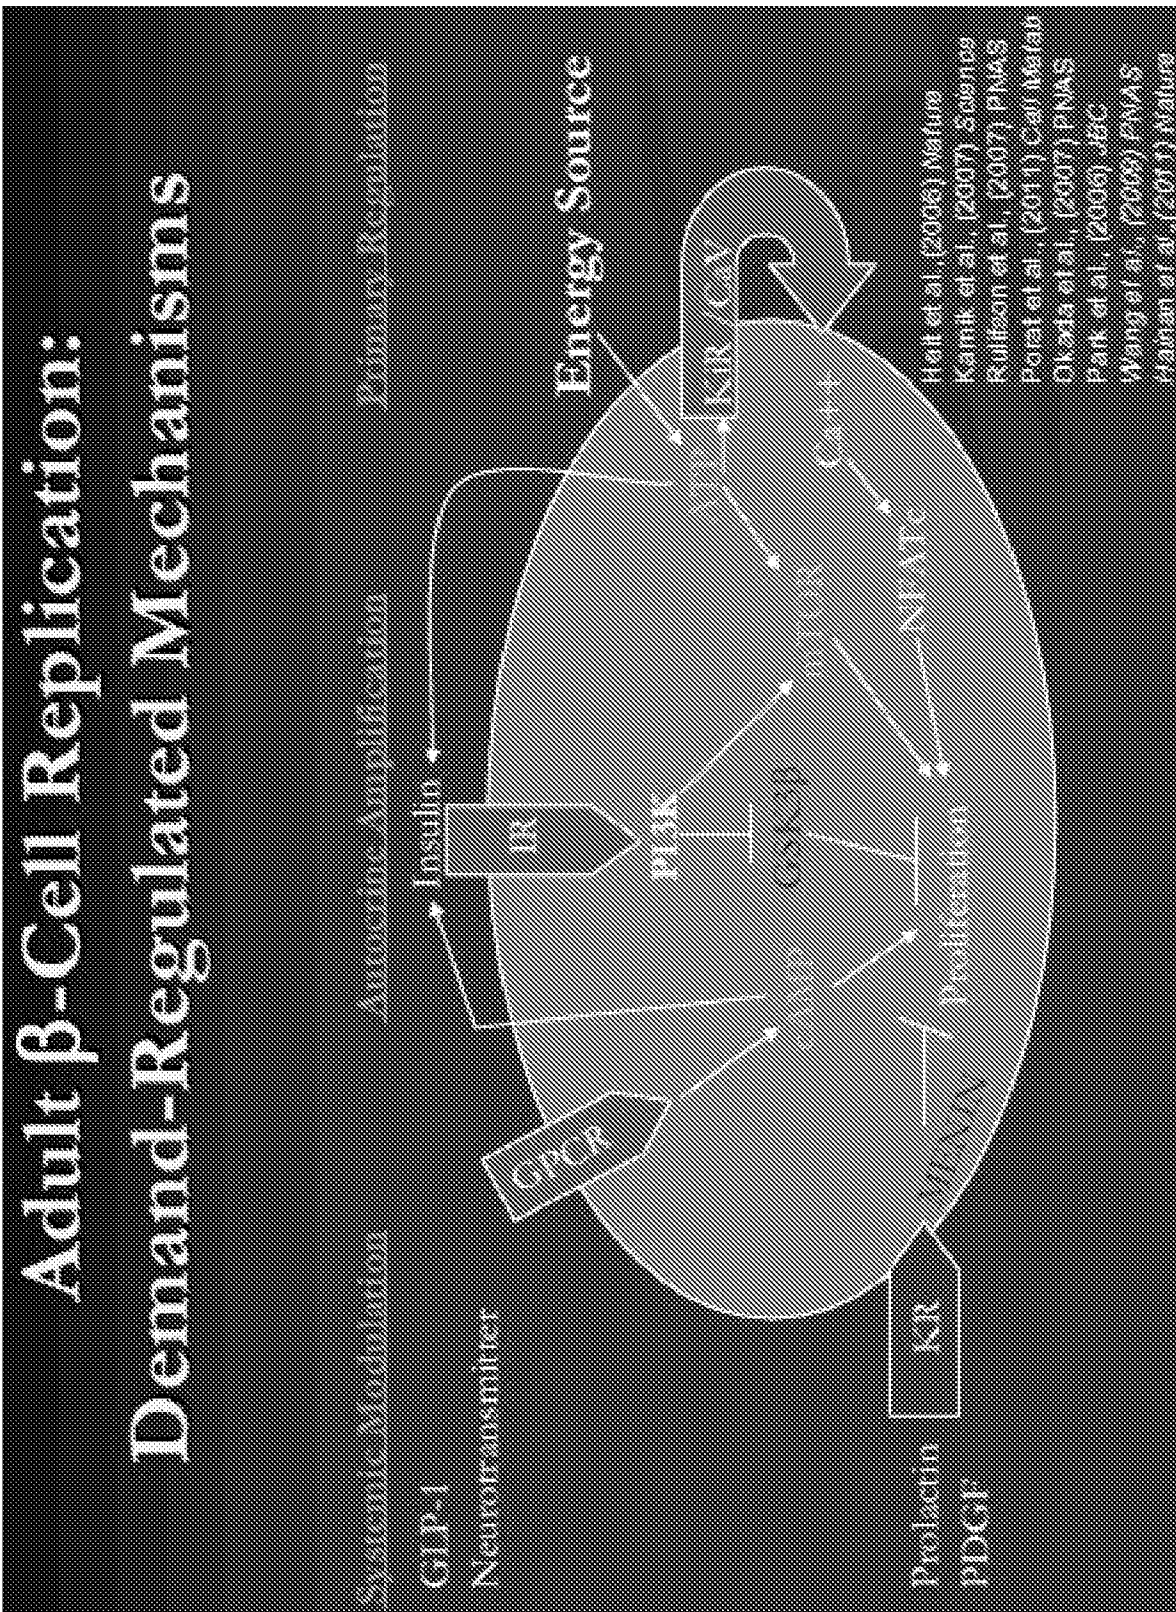 Adult β-Cell Replication:
Demand-Regulated Mechanisms
Systemic Modulation
Autocrine Amplification
Primary Regulation
GLP-1
Neurotransmitter
Insulin
Energy Source
GPCR
IR
PI3K
KIR CaV
Ca++
NFATc
Proliferation
KR
Prolactin
PDGF
Heit et al., (2006) Nature
Karnik et al., (2007) Science
Rulifson et al., (2007) PNAS
Porat et al., (2011) Cell Metab
Okada et al., (2007) PNAS
Park et al., (2006) JBC
Wang et al., (2009) PNAS
et al., (2011) Nature